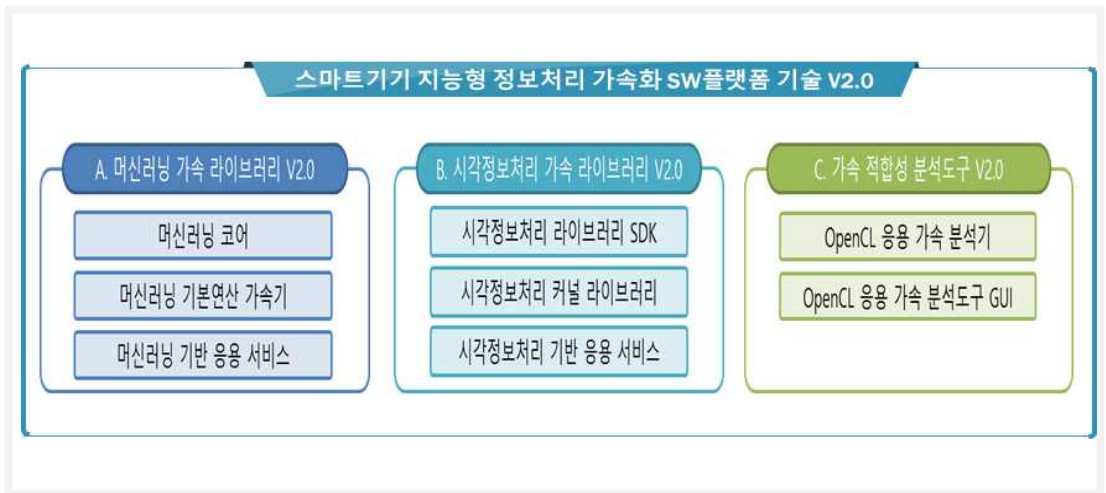 스마트기기 지능형 정보처리 가속화 SW플랫폼 기술 V2.0
A. 머신러닝 가속 라이브러리 V2.0
머신러닝 코어
머신러닝 기본연산 가속기
머신러닝 기반 응용 서비스
B. 시각정보처리 가속 라이브러리 V2.0
시각정보처리 라이브러리 SDK
시각정보처리 커널 라이브러리
시각정보처리 기반 응용 서비스
C. 가속 적합성 분석도구 V2.0
OpenCL 응용 가속 분석기
OpenCL 응용 가속 분석도구 GUI